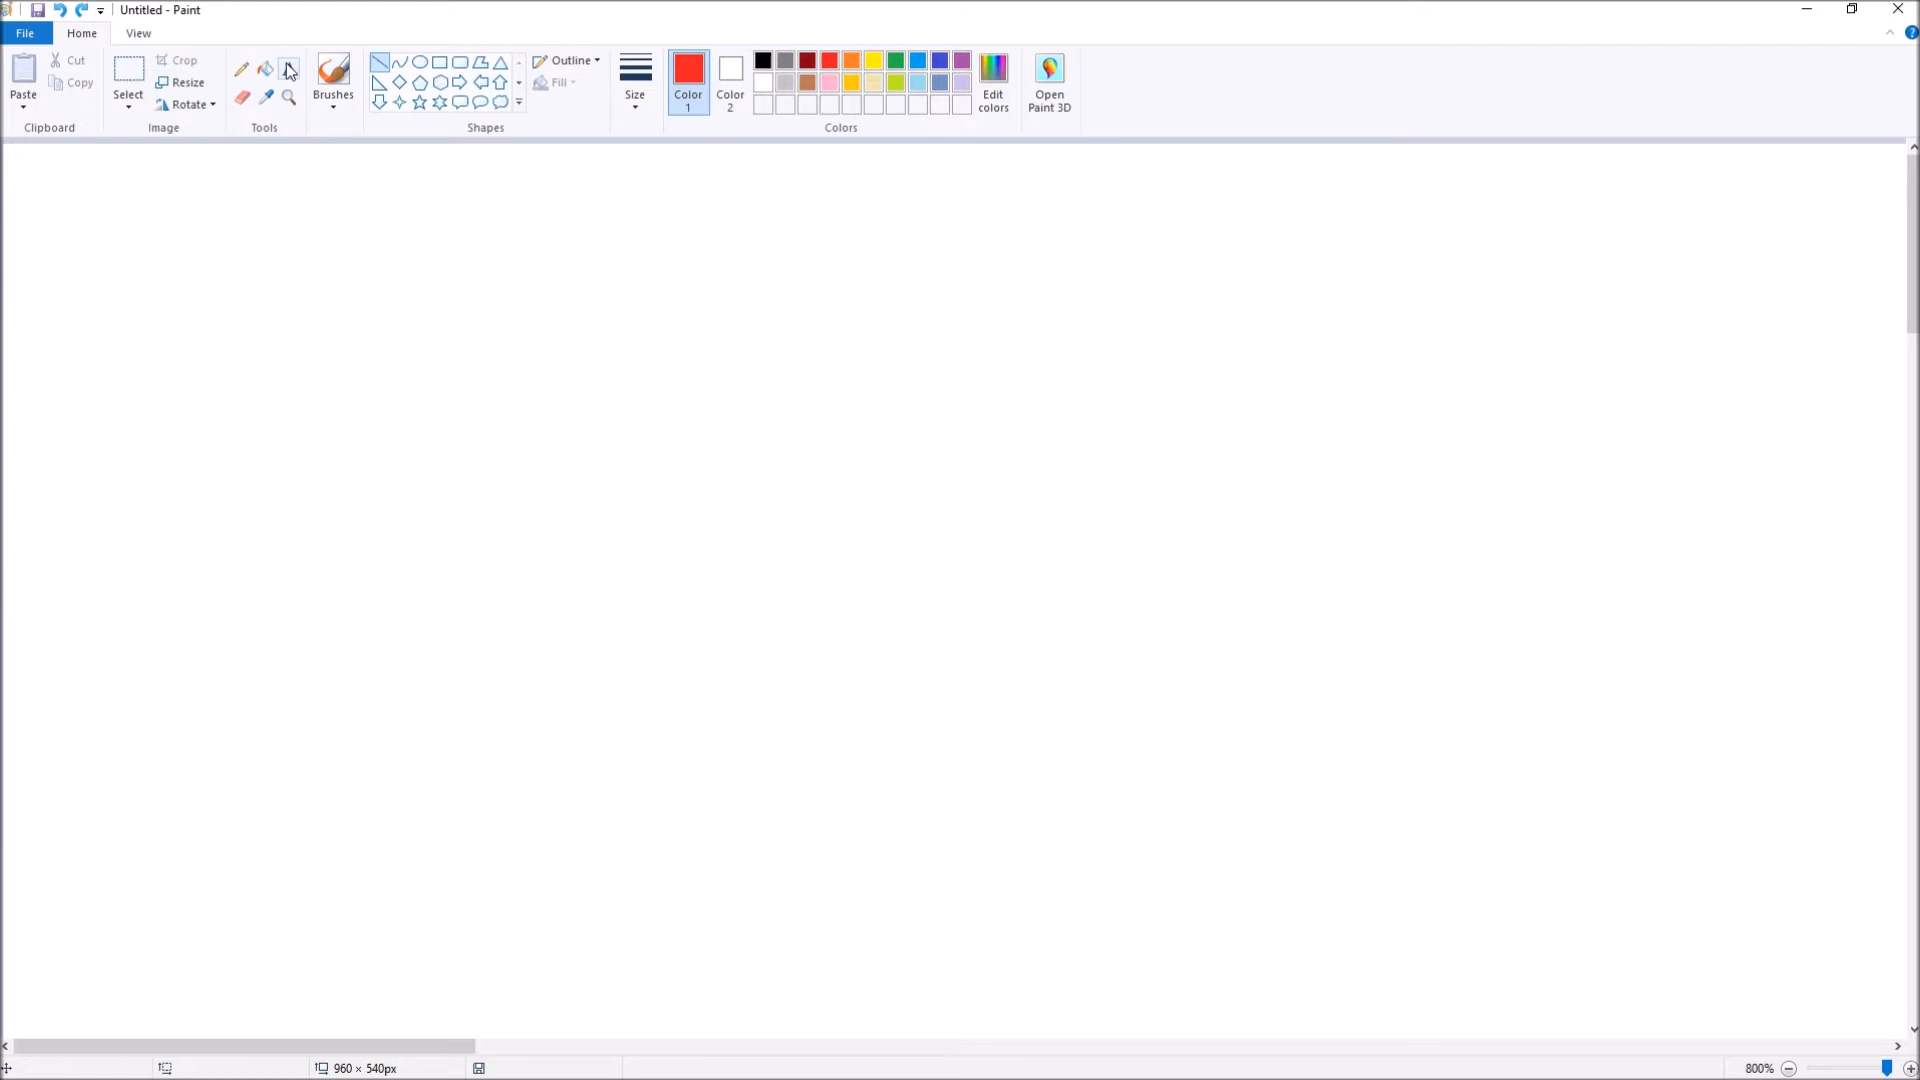 Untitled - Paint
File Home View
Paste
Cut
Copy
Clipboard
Select
Crop
Resize
Rotate
Image
Tools
Brushes
Shapes
Outline
Fill
Size
Color 1
Color 2
Colors
Edit colors
Open Paint 3D
960 × 540px
800%